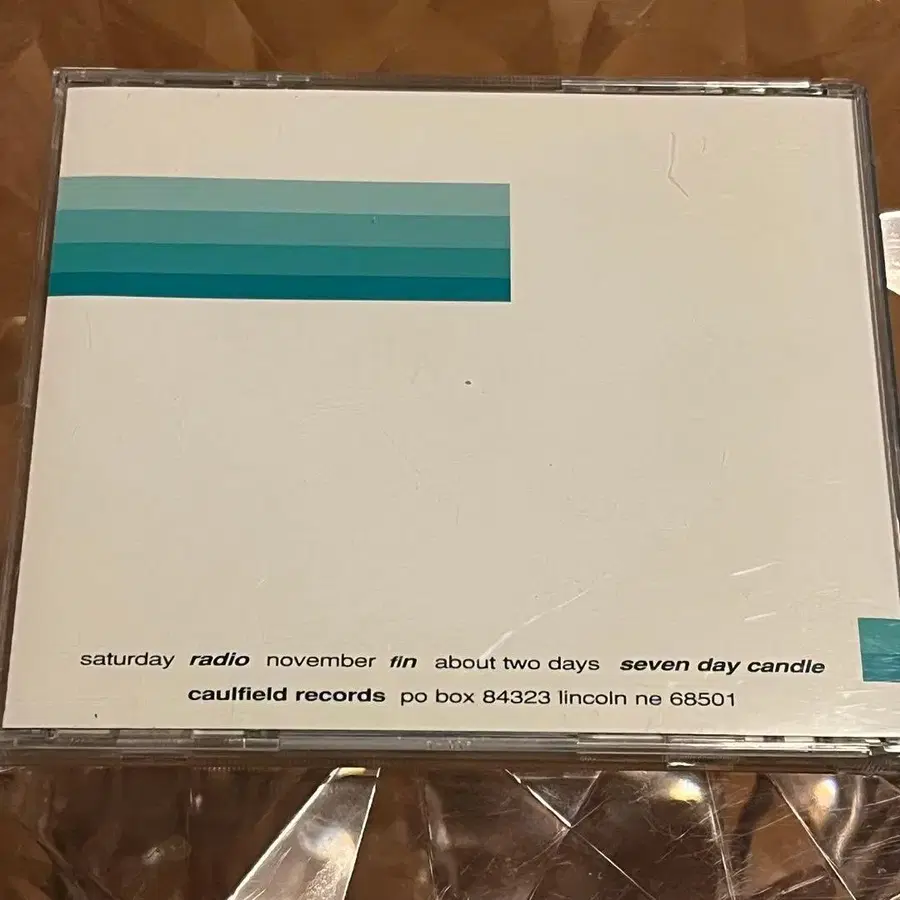 saturday radio november fin about two days seven day candle
caulfield records po box 84323 lincoln ne 68501